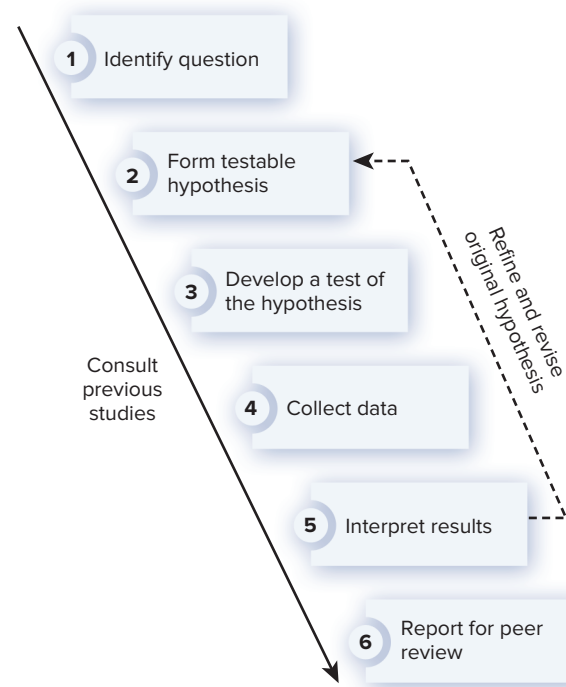 1 Identify question
2 Form testable
hypothesis
3 Develop a test of
the hypothesis
Refine and revise
original hypothesis
Consult
previous
studies
4 Collect data
5 Interpret results
6 Report for peer
review